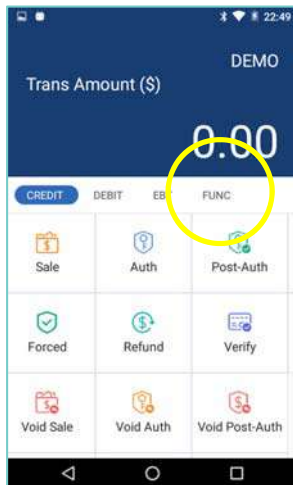 22:49
DEMO
Trans Amount ($)
0.00
CREDIT DEBIT EBT FUNC
Sale Auth Post-Auth
Forced Refund Verify
Void Sale Void Auth Void Post-Auth